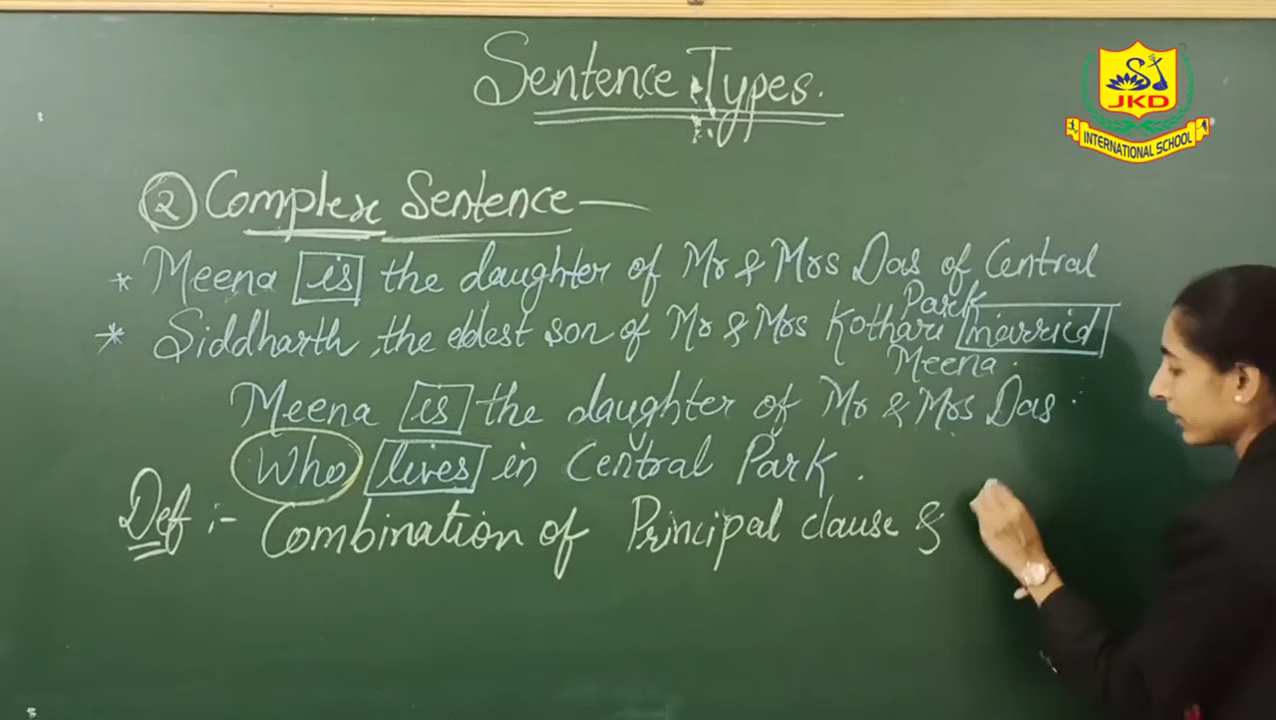 Sentence Types.
② Complex Sentence —
* Meena is the daughter of Mr & Mrs Das of Central Park
* Siddharth, the eldest son of Mr & Mrs Kothari married Meena.
Meena is the daughter of Mr & Mrs Das.
Who lives in Central Park.
Def :- Combination of Principal clause &
JKD
INTERNATIONAL SCHOOL